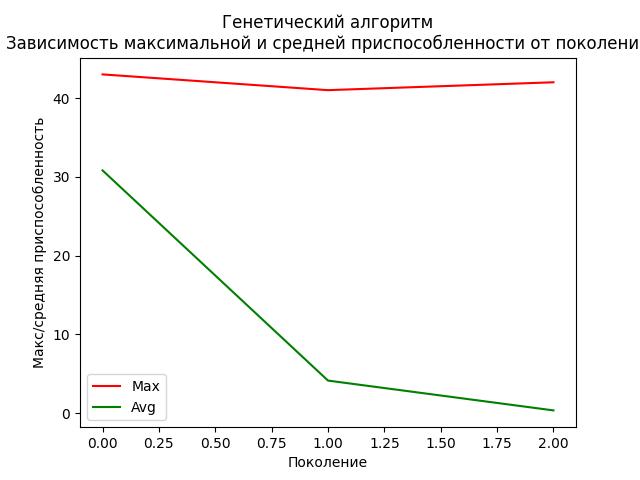 Генетический алгоритм
Зависимость максимальной и средней приспособленности от поколени
Макс/средняя приспособленность
40
30
20
10
0
Max
Avg
0.00 0.25 0.50 0.75 1.00 1.25 1.50 1.75 2.00
Поколение